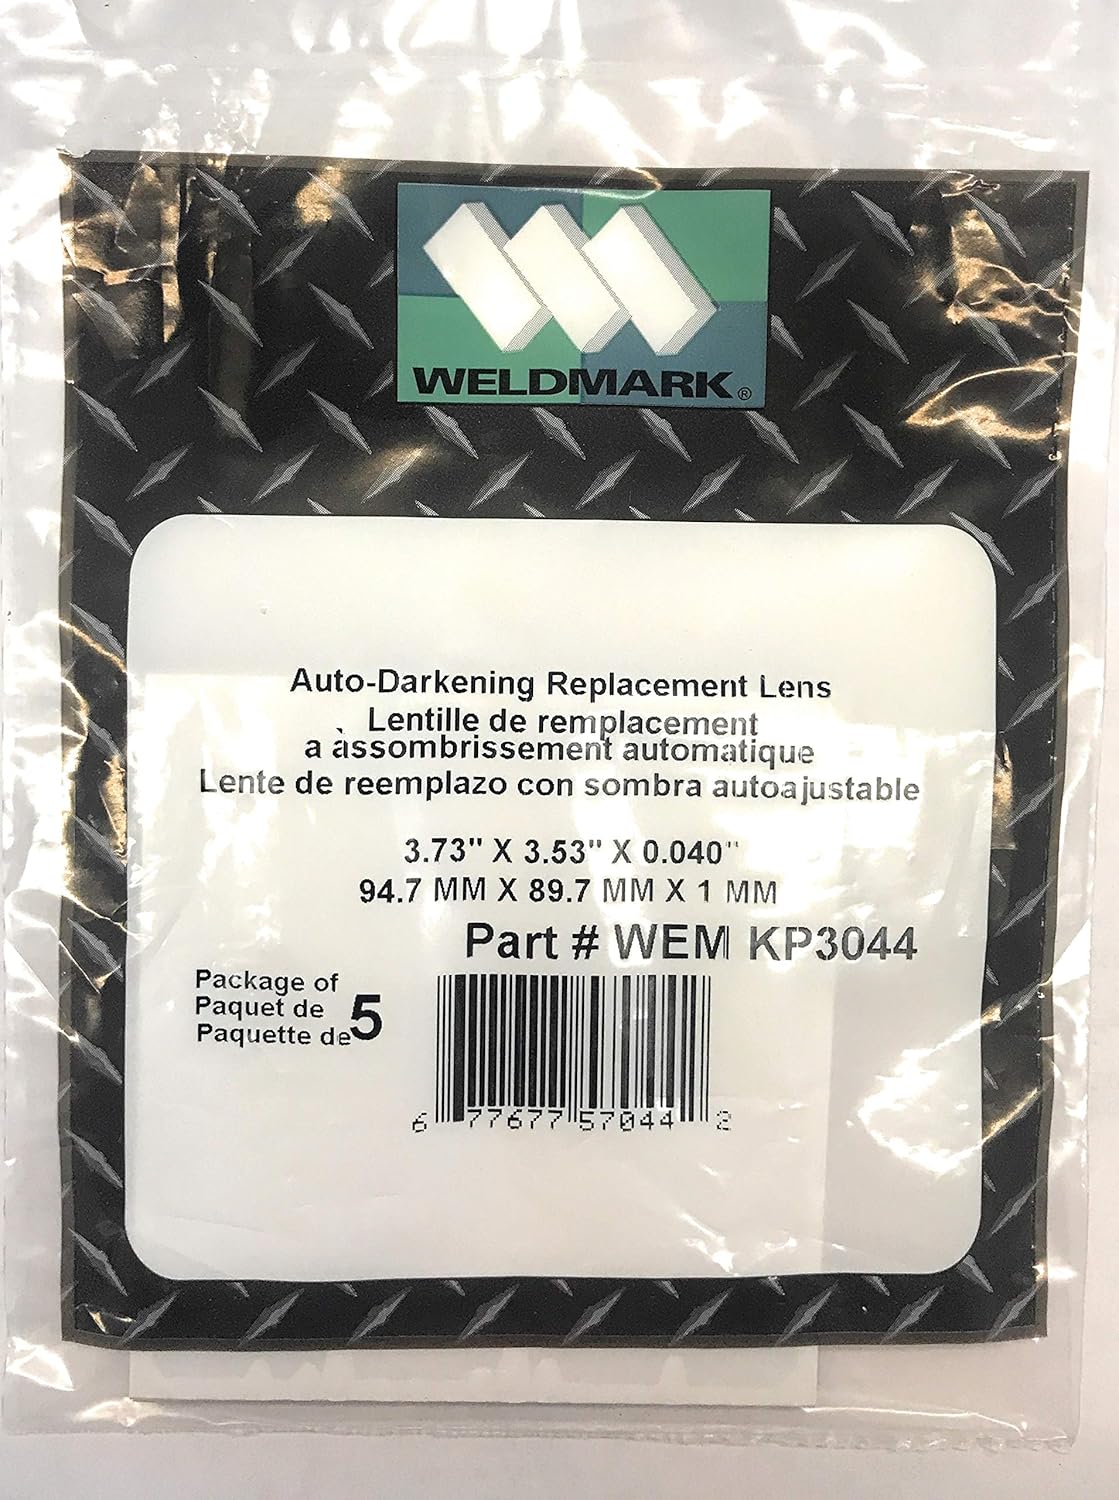 WELDMARK®
Auto-Darkening Replacement Lens
Lentille de remplacement
à assombrissement automatique
Lente de reemplazo con sombra autoajustable
3.73" X 3.53" X 0.040"
94.7 MM X 89.7 MM X 1 MM
Part # WEM KP3044
Package of
Paquet de 5
Paquette de
6 77677 57044 2